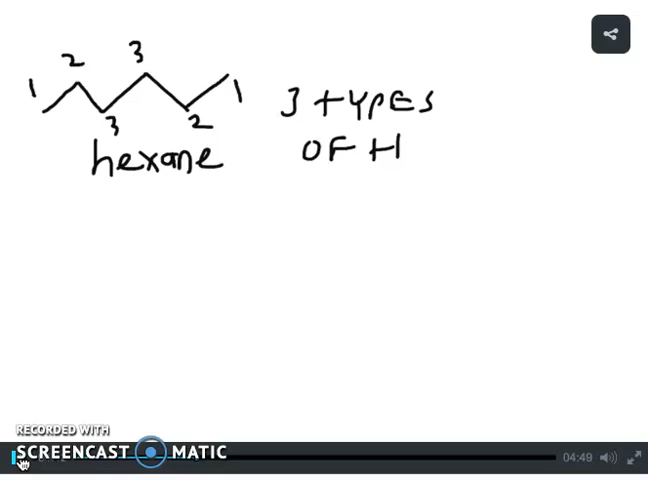 3
2
1
1
3 TYPES
3
2
hexane
OF H
RECORDED WITH
SCREENCAST MATIC
04:49